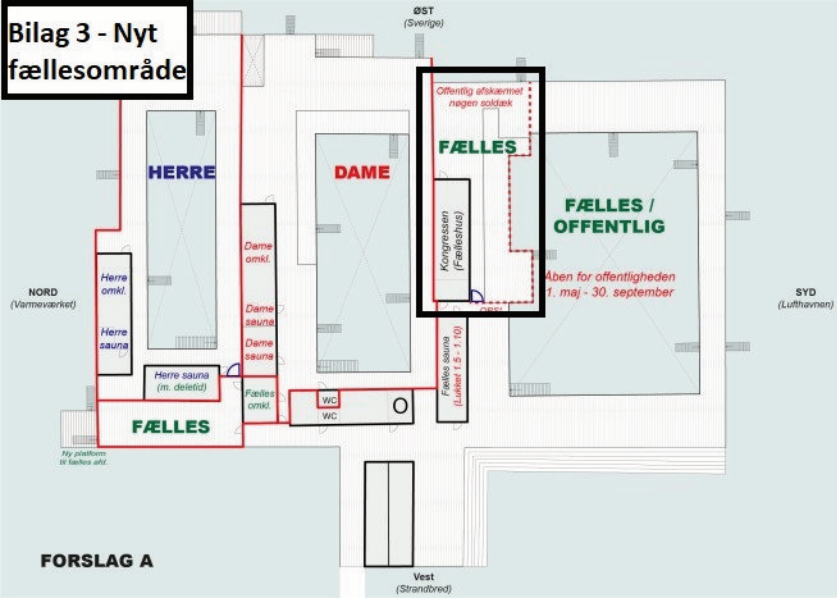 Bilag 3 - Nyt
fællesområde
ØST
(Sverige)
Offentlig afskærmet
nøgen soldæk
FÆLLES
HERRE
DAME
FÆLLES /
OFFENTLIG
Kongressen
(Fælleshus)
Dame
omkl.
Åben for offentligheden
1. maj - 30. september
NORD
(Varmeværket)
SYD
(Lufthavnen)
Herre
omkl.
Dame
sauna
Herre
sauna
Dame
sauna
Fælles sauna
(Lukket 1.5 - 1.10)
Herre sauna
(m. deletid)
Fælles
omkl.
WC
WC
FÆLLES
Ny platform
til fælles afd.
FORSLAG A
Vest
(Strandbred)